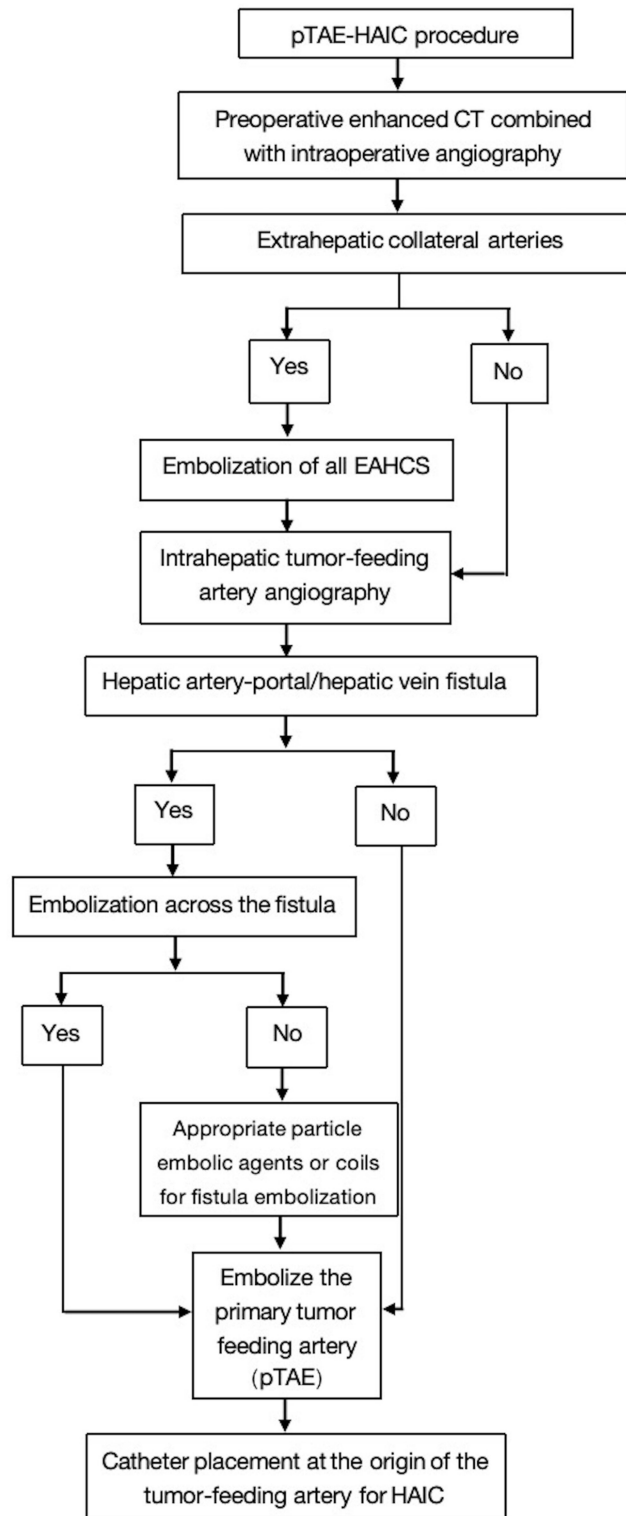 pTAE-HAIC procedure
Preoperative enhanced CT combined
with intraoperative angiography
Extrahepatic collateral arteries
Yes
No
Embolization of all EAHCS
Intrahepatic tumor-feeding
artery angiography
Hepatic artery-portal/hepatic vein fistula
Yes
No
Embolization across the fistula
Yes
No
Appropriate particle
embolic agents or coils
for fistula embolization
Embolize the
primary tumor
feeding artery
(pTAE)
Catheter placement at the origin of the
tumor-feeding artery for HAIC